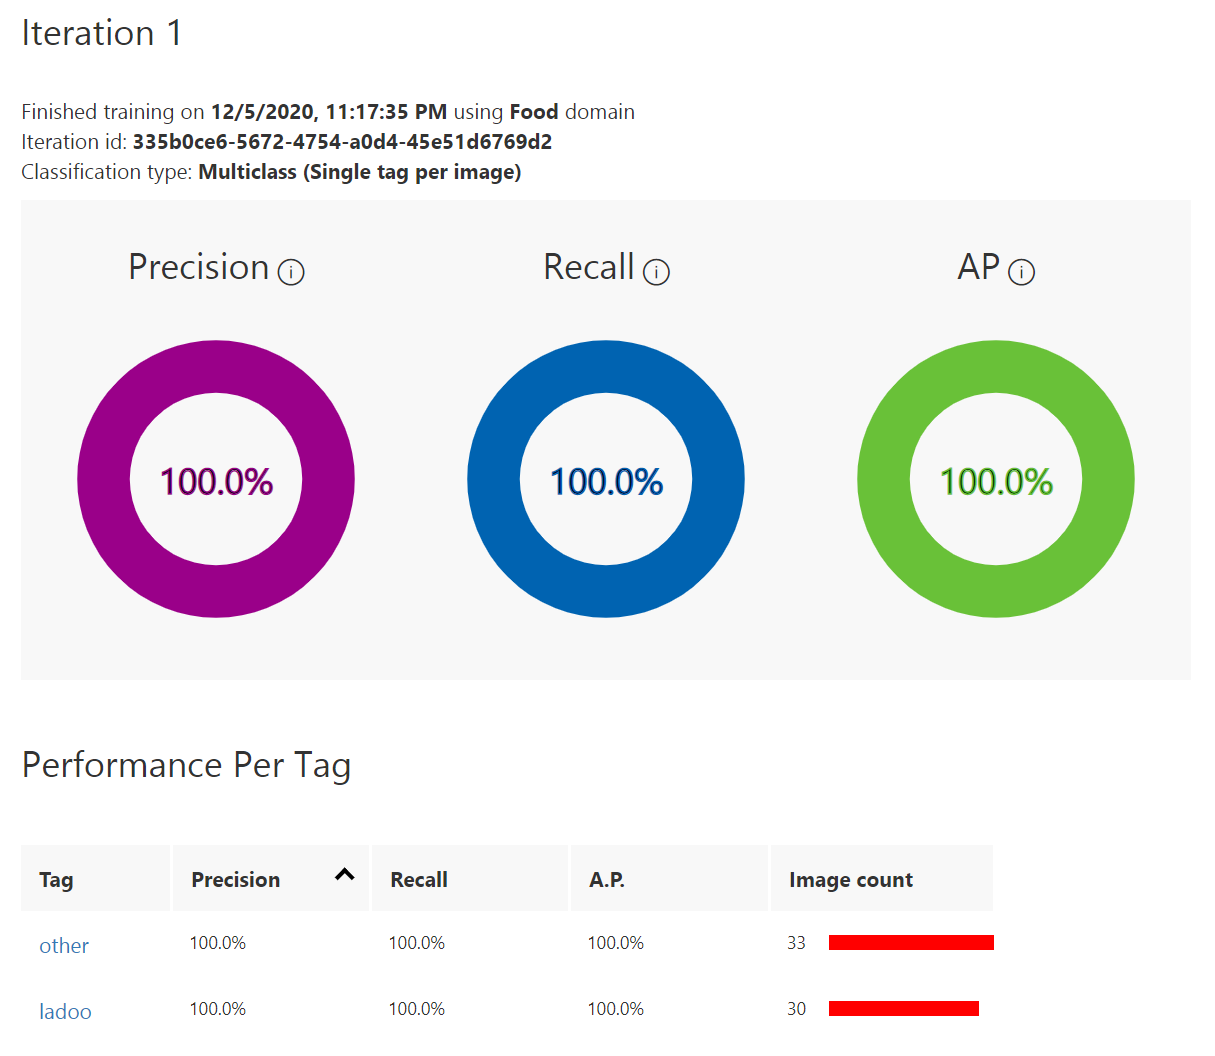 Iteration 1
Finished training on 12/5/2020, 11:17:35 PM using Food domain
Iteration id: 335b0ce6-5672-4754-a0d4-45e51d6769d2
Classification type: Multiclass (Single tag per image)
Precision i Recall i AP i
100.0% 100.0% 100.0%
Performance Per Tag
Tag Precision Recall A.P. Image count
other 100.0% 100.0% 100.0% 33
ladoo 100.0% 100.0% 100.0% 30